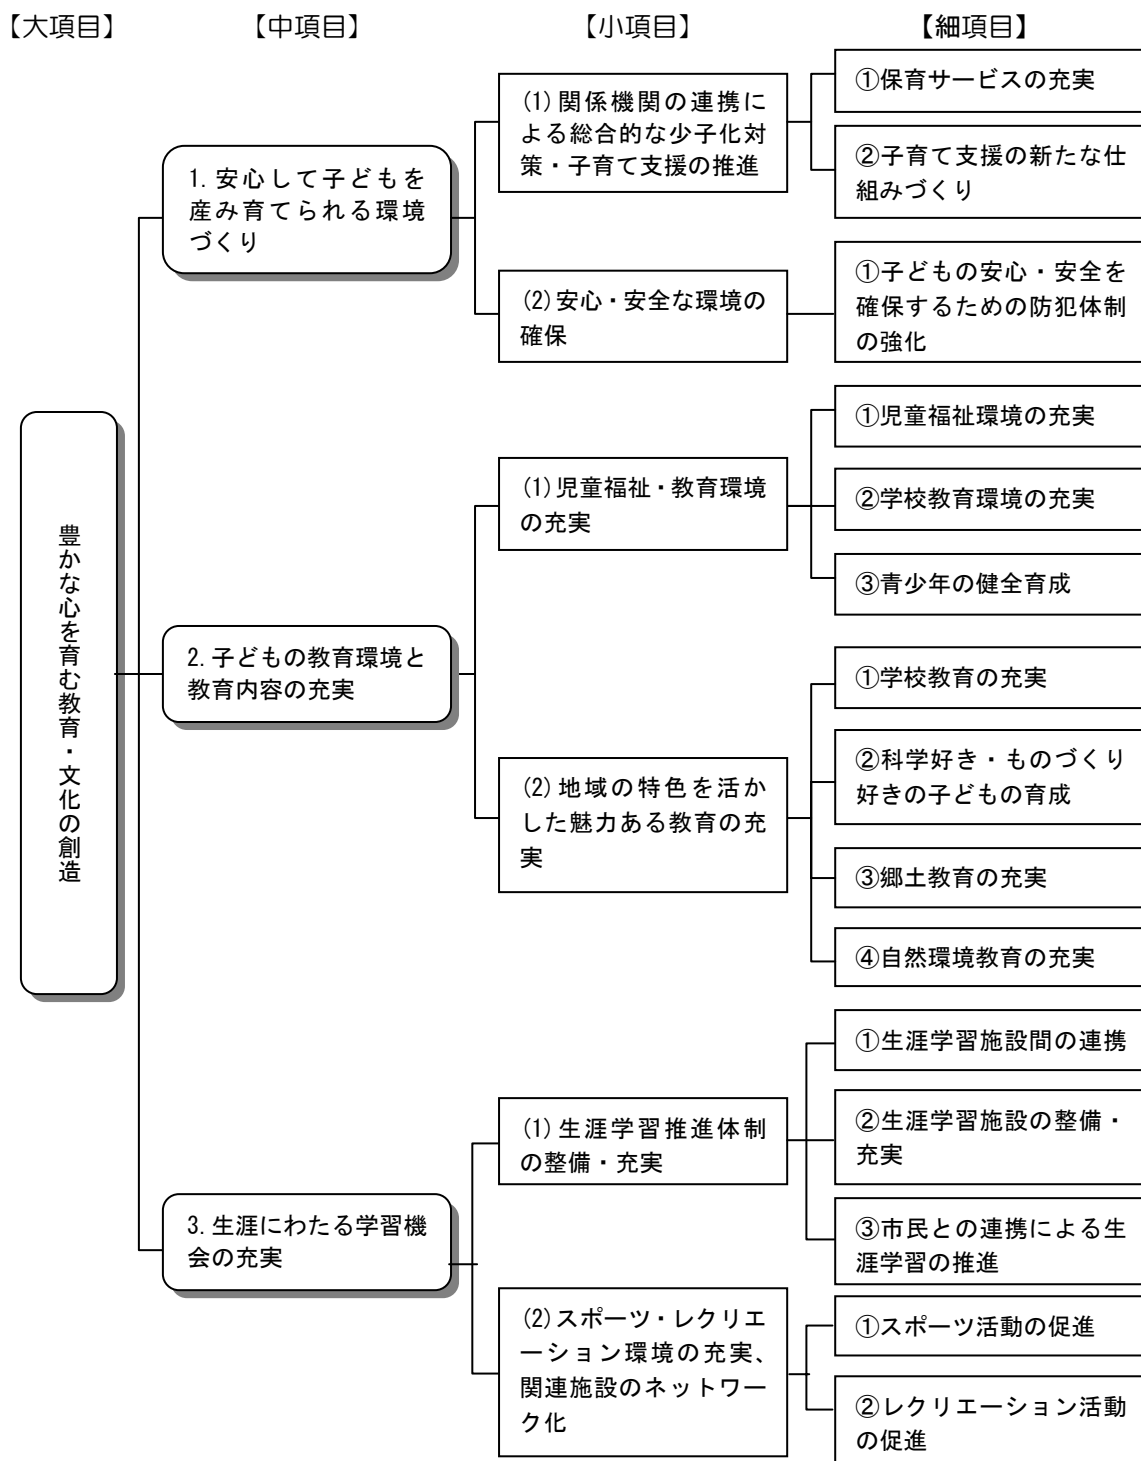 【大項目】 【中項目】 【小項目】 【細項目】
豊かな心を育む教育・文化の創造
1. 安心して子どもを
産み育てられる環境
づくり
(1) 関係機関の連携に
よる総合的な少子化対
策・子育て支援の推進
①保育サービスの充実
②子育て支援の新たな仕
組みづくり
(2) 安心・安全な環境の
確保
①子どもの安心・安全を
確保するための防犯体制
の強化
2. 子どもの教育環境と
教育内容の充実
(1) 児童福祉・教育環境
の充実
①児童福祉環境の充実
②学校教育環境の充実
③青少年の健全育成
(2) 地域の特色を活か
した魅力ある教育の充
実
①学校教育の充実
②科学好き・ものづくり
好きの子どもの育成
③郷土教育の充実
④自然環境教育の充実
3. 生涯にわたる学習機
会の充実
(1) 生涯学習推進体制
の整備・充実
①生涯学習施設間の連携
②生涯学習施設の整備・
充実
③市民との連携による生
涯学習の推進
(2) スポーツ・レクリエ
ーション環境の充実、
関連施設のネットワー
ク化
①スポーツ活動の促進
②レクリエーション活動
の促進